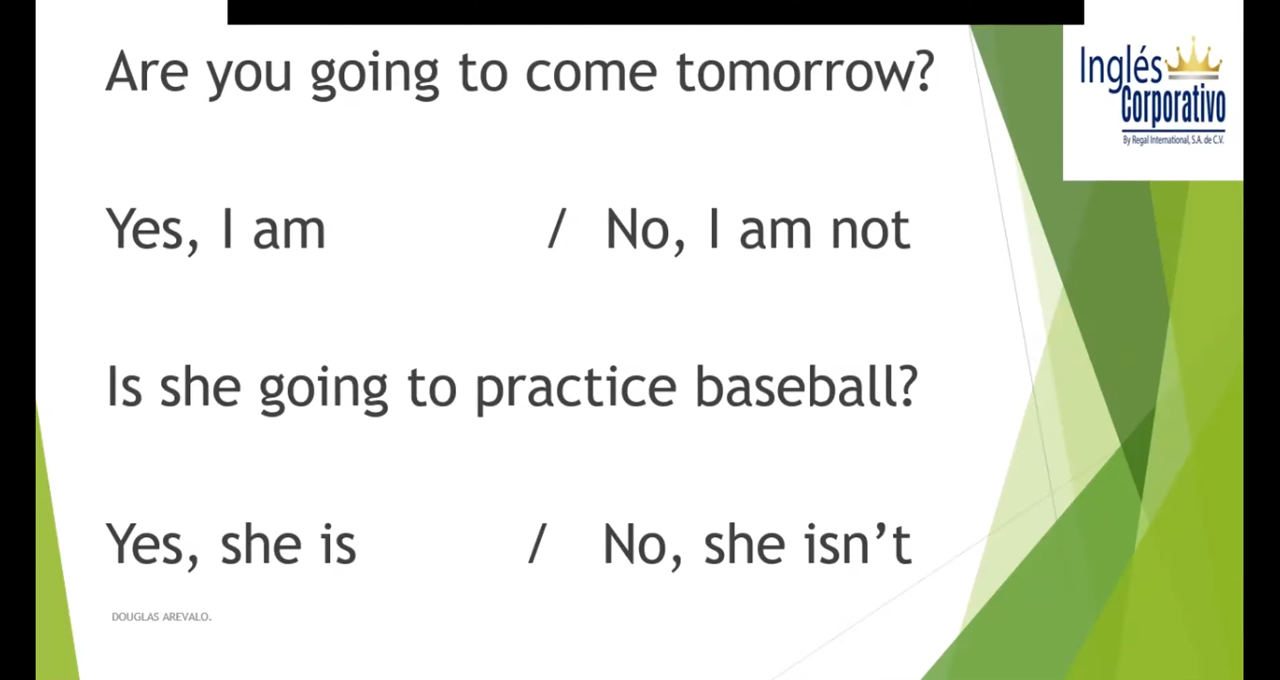 Are you going to come tomorrow?
Inglés
Corporativo
By Regal International, S.A. de C.V.
Yes, I am / No, I am not
Is she going to practice baseball?
Yes, she is / No, she isn’t
DOUGLAS AREVALO.